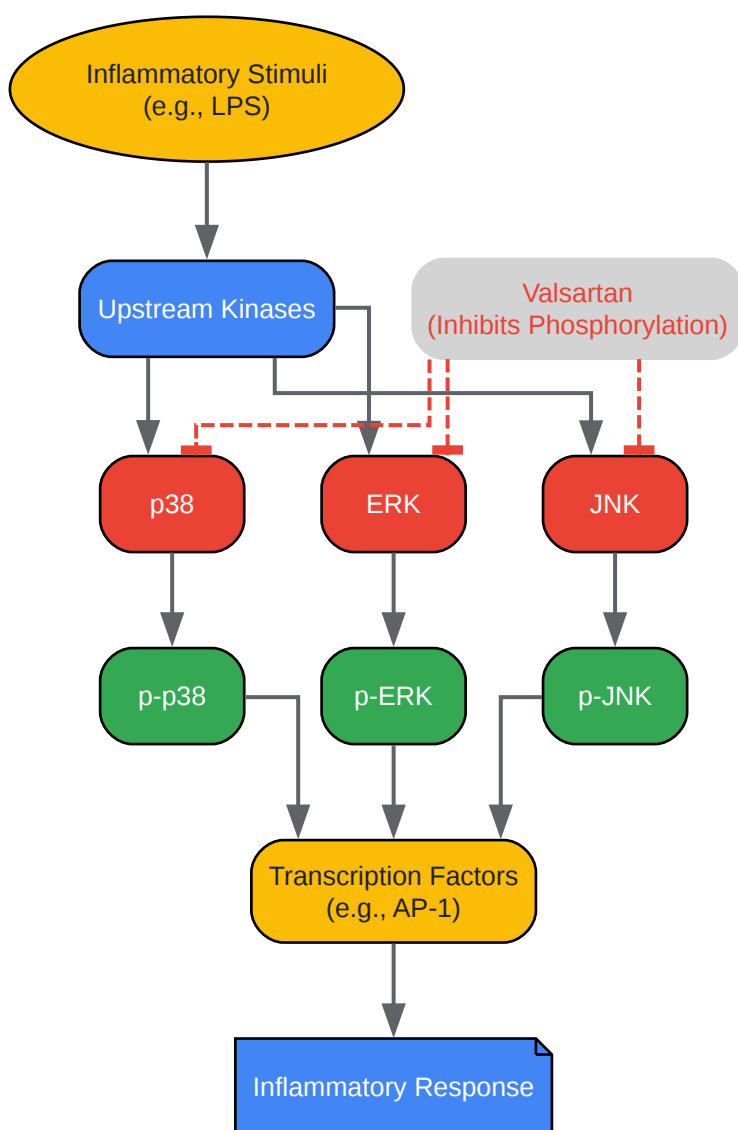 Inflammatory Stimuli
(e.g., LPS)
Upstream Kinases
Valsartan
(Inhibits Phosphorylation)
p38
ERK
JNK
p-p38
p-ERK
p-JNK
Transcription Factors
(e.g., AP-1)
Inflammatory Response